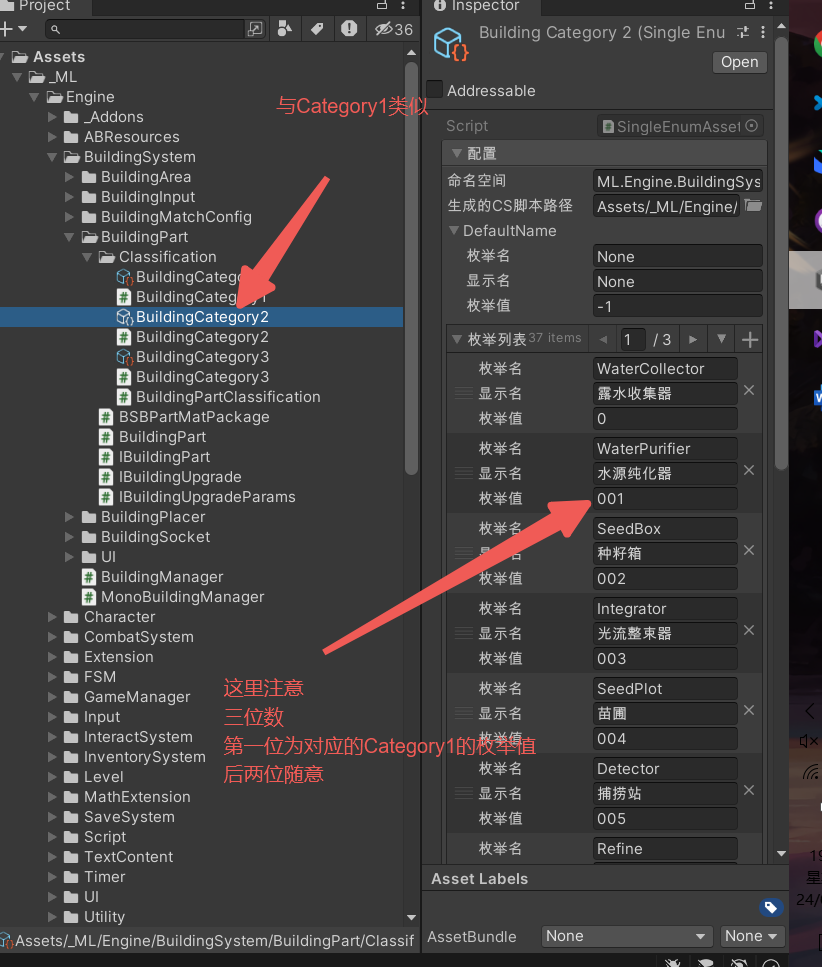 Project
36
Assets
_ML
Engine
_Addons
ABResources
BuildingSystem
BuildingArea
BuildingInput
BuildingMatchConfig
BuildingPart
Classification
BuildingCatego
BuildingCategory1
BuildingCategory2
BuildingCategory2
BuildingCategory3
BuildingCategory3
BuildingPartClassification
BSBPartMatPackage
BuildingPart
IBuildingPart
IBuildingUpgrade
IBuildingUpgradeParams
BuildingPlacer
BuildingSocket
UI
BuildingManager
MonoBuildingManager
Character
CombatSystem
Extension
FSM
GameManager
Input
InteractSystem
InventorySystem
Level
MathExtension
SaveSystem
Script
TextContent
Timer
UI
Utility
Assets/_ML/Engine/BuildingSystem/BuildingPart/Classif
与Category1类似
这里注意
三位数
第一位为对应的Category1的枚举值
后两位随意
Inspector
Building Category 2 (Single Enu
Open
Addressable
Script
SingleEnumAsset
配置
命名空间
ML.Engine.BuildingSys
生成的CS脚本路径
Assets/_ML/Engine/
DefaultName
枚举名
None
显示名
None
枚举值
-1
枚举列表
37 items
1
/ 3
枚举名
WaterCollector
显示名
露水收集器
枚举值
0
枚举名
WaterPurifier
显示名
水源纯化器
枚举值
001
枚举名
SeedBox
显示名
种籽箱
枚举值
002
枚举名
Integrator
显示名
光流整束器
枚举值
003
枚举名
SeedPlot
显示名
苗圃
枚举值
004
枚举名
Detector
显示名
捕捞站
枚举值
005
枚举名
Refine
Asset Labels
AssetBundle
None
None